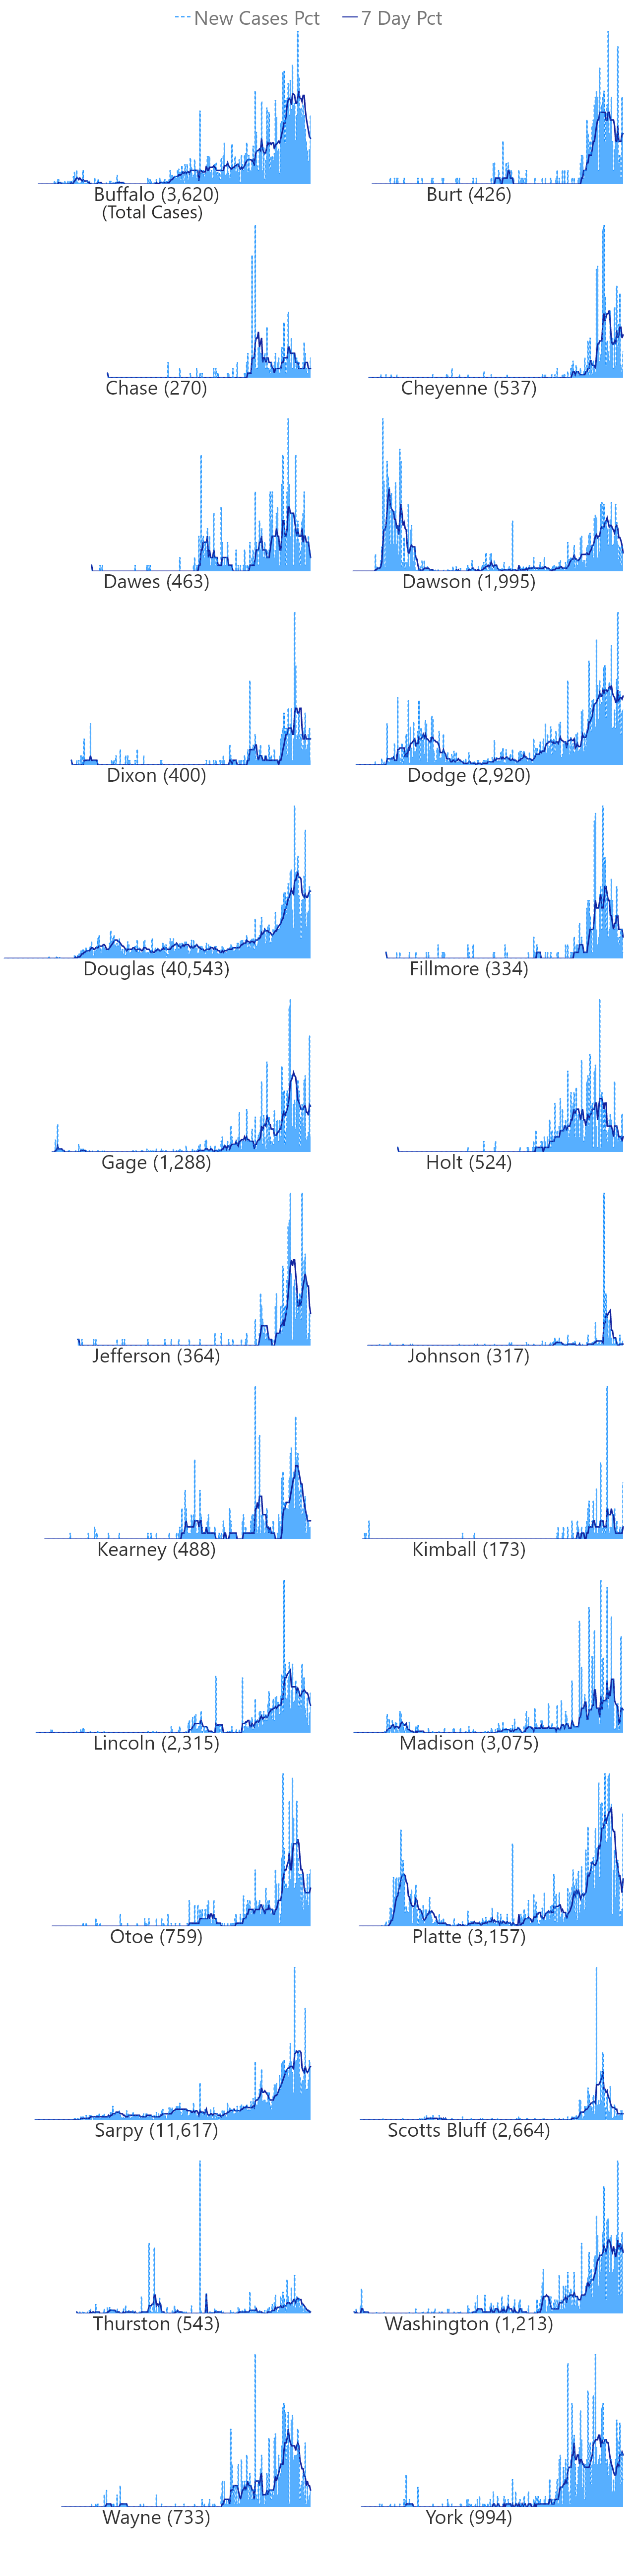 New Cases Pct 7 Day Pct
Buffalo (3,620) Burt (426)
(Total Cases)
Chase (270) Cheyenne (537)
Dawes (463) Dawson (1,995)
Dixon (400) Dodge (2,920)
Douglas (40,543) Fillmore (334)
Gage (1,288) Holt (524)
Jefferson (364) Johnson (317)
Kearney (488) Kimball (173)
Lincoln (2,315) Madison (3,075)
Otoe (759) Platte (3,157)
Sarpy (11,617) Scotts Bluff (2,664)
Thurston (543) Washington (1,213)
Wayne (733) York (994)